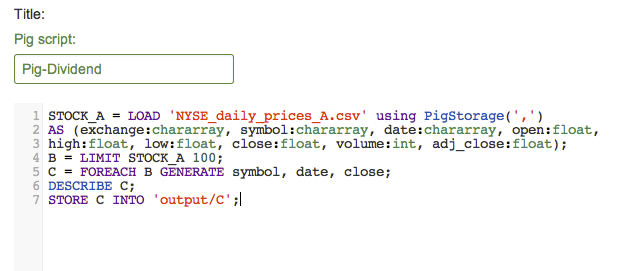 Title:
Pig script:
Pig-Dividend
1 STOCK_A = LOAD 'NYSE_daily_prices_A.csv' using PigStorage(',')
2 AS (exchange:chararray, symbol:chararray, date:chararray, open:float,
3 high:float, low:float, close:float, volume:int, adj_close:float);
4 B = LIMIT STOCK_A 100;
5 C = FOREACH B GENERATE symbol, date, close;
6 DESCRIBE C;
7 STORE C INTO 'output/C';